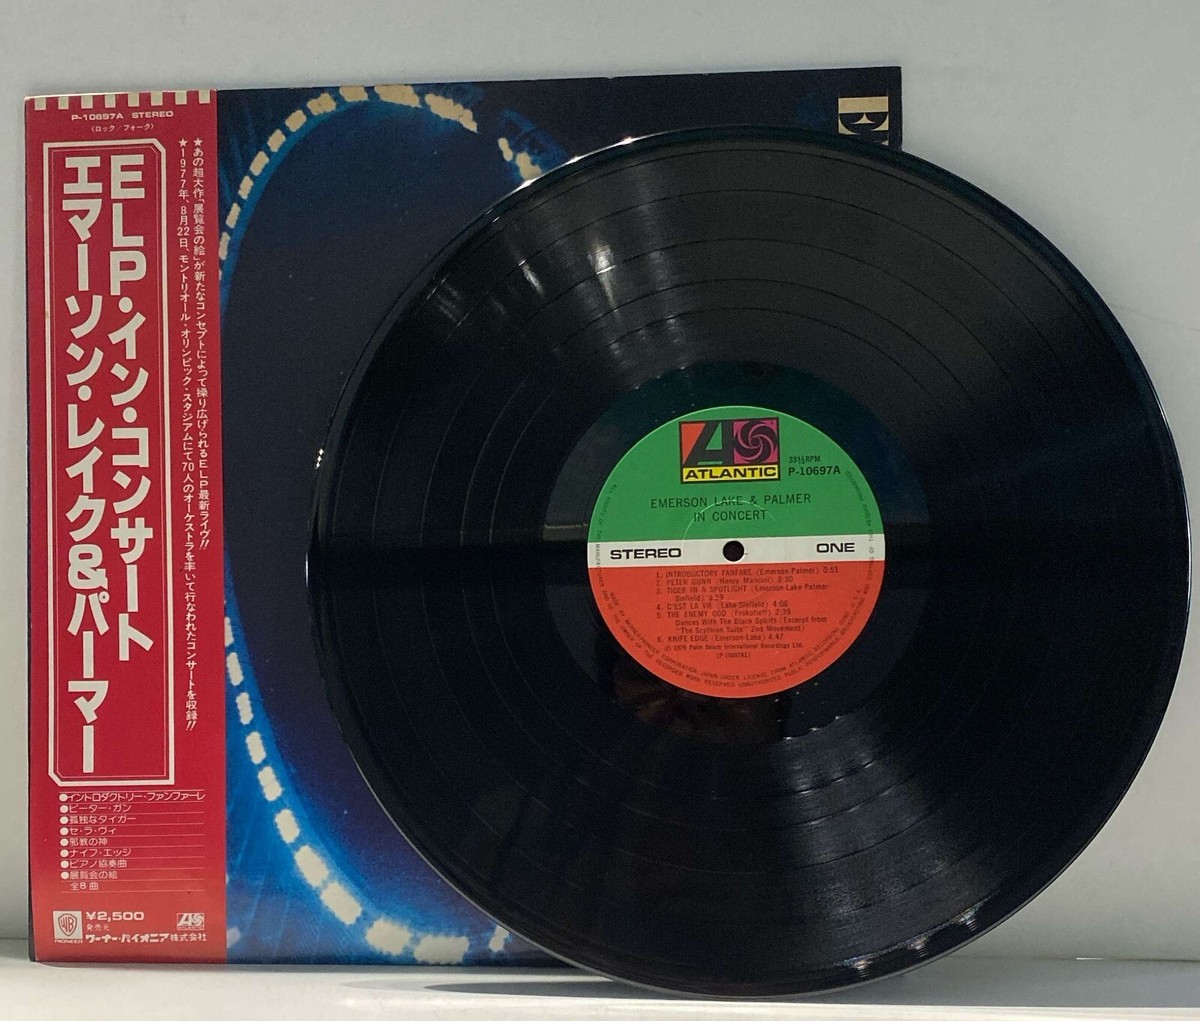 P-10697A STEREO
〈ロック/フォーク〉
★あの超大作「展覧会の絵」が新たなコンセプトによって操り広げられるELP最新ライヴ!!
★1977年、8月22日、モントリオール・オリンピック・スタジアムにて70人のオーケストラを率いて行なわれたコンサートを収録!!
ELP・イン・コンサート
エマーソン・レイク&パーマー
●イントロダクトリー・ファンファーレ
●ピーター・ガン
●孤独なタイガー
●セ・ラ・ヴィ
●邪教の神
●ナイフ・エッジ
●ピアノ協奏曲
●展覧会の絵
全8曲
¥2,500
発売元
ワーナー・パイオニア株式会社
WB
PIONEER
ATLANTIC
E
ATLANTIC
33⅓RPM
P-10697A
EMERSON LAKE & PALMER
IN CONCERT
STEREO ONE
1. INTRODUCTORY FANFARE (Emerson-Palmer) 0:51
2. PETER GUNN (Henry Mancini) 3:30
3. TIGER IN A SPOTLIGHT (Emerson-Lake-Palmer-
Sinfield) 3:59
4. C'EST LA VIE (Lake-Sinfield) 4:06
5. THE ENEMY GOD (Prokofieff) 2:39
Dances With The Black Spirits (Excerpt from
"The Scythian Suite" 2nd Movement)
6. KNIFE EDGE (Emerson-Lake) 4:47
Ⓟ 1979 Palm Beach International Recordings Ltd.
(P-10697A1)